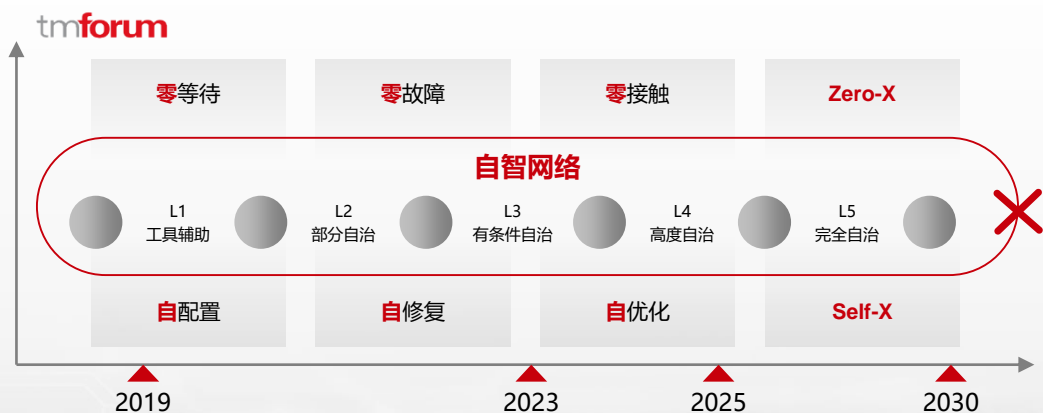 tmforum
零等待
零故障
零接触
Zero-X
自智网络
L1
工具辅助
L2
部分自治
L3
有条件自治
L4
高度自治
L5
完全自治
自配置
自修复
自优化
Self-X
2019
2023
2025
2030